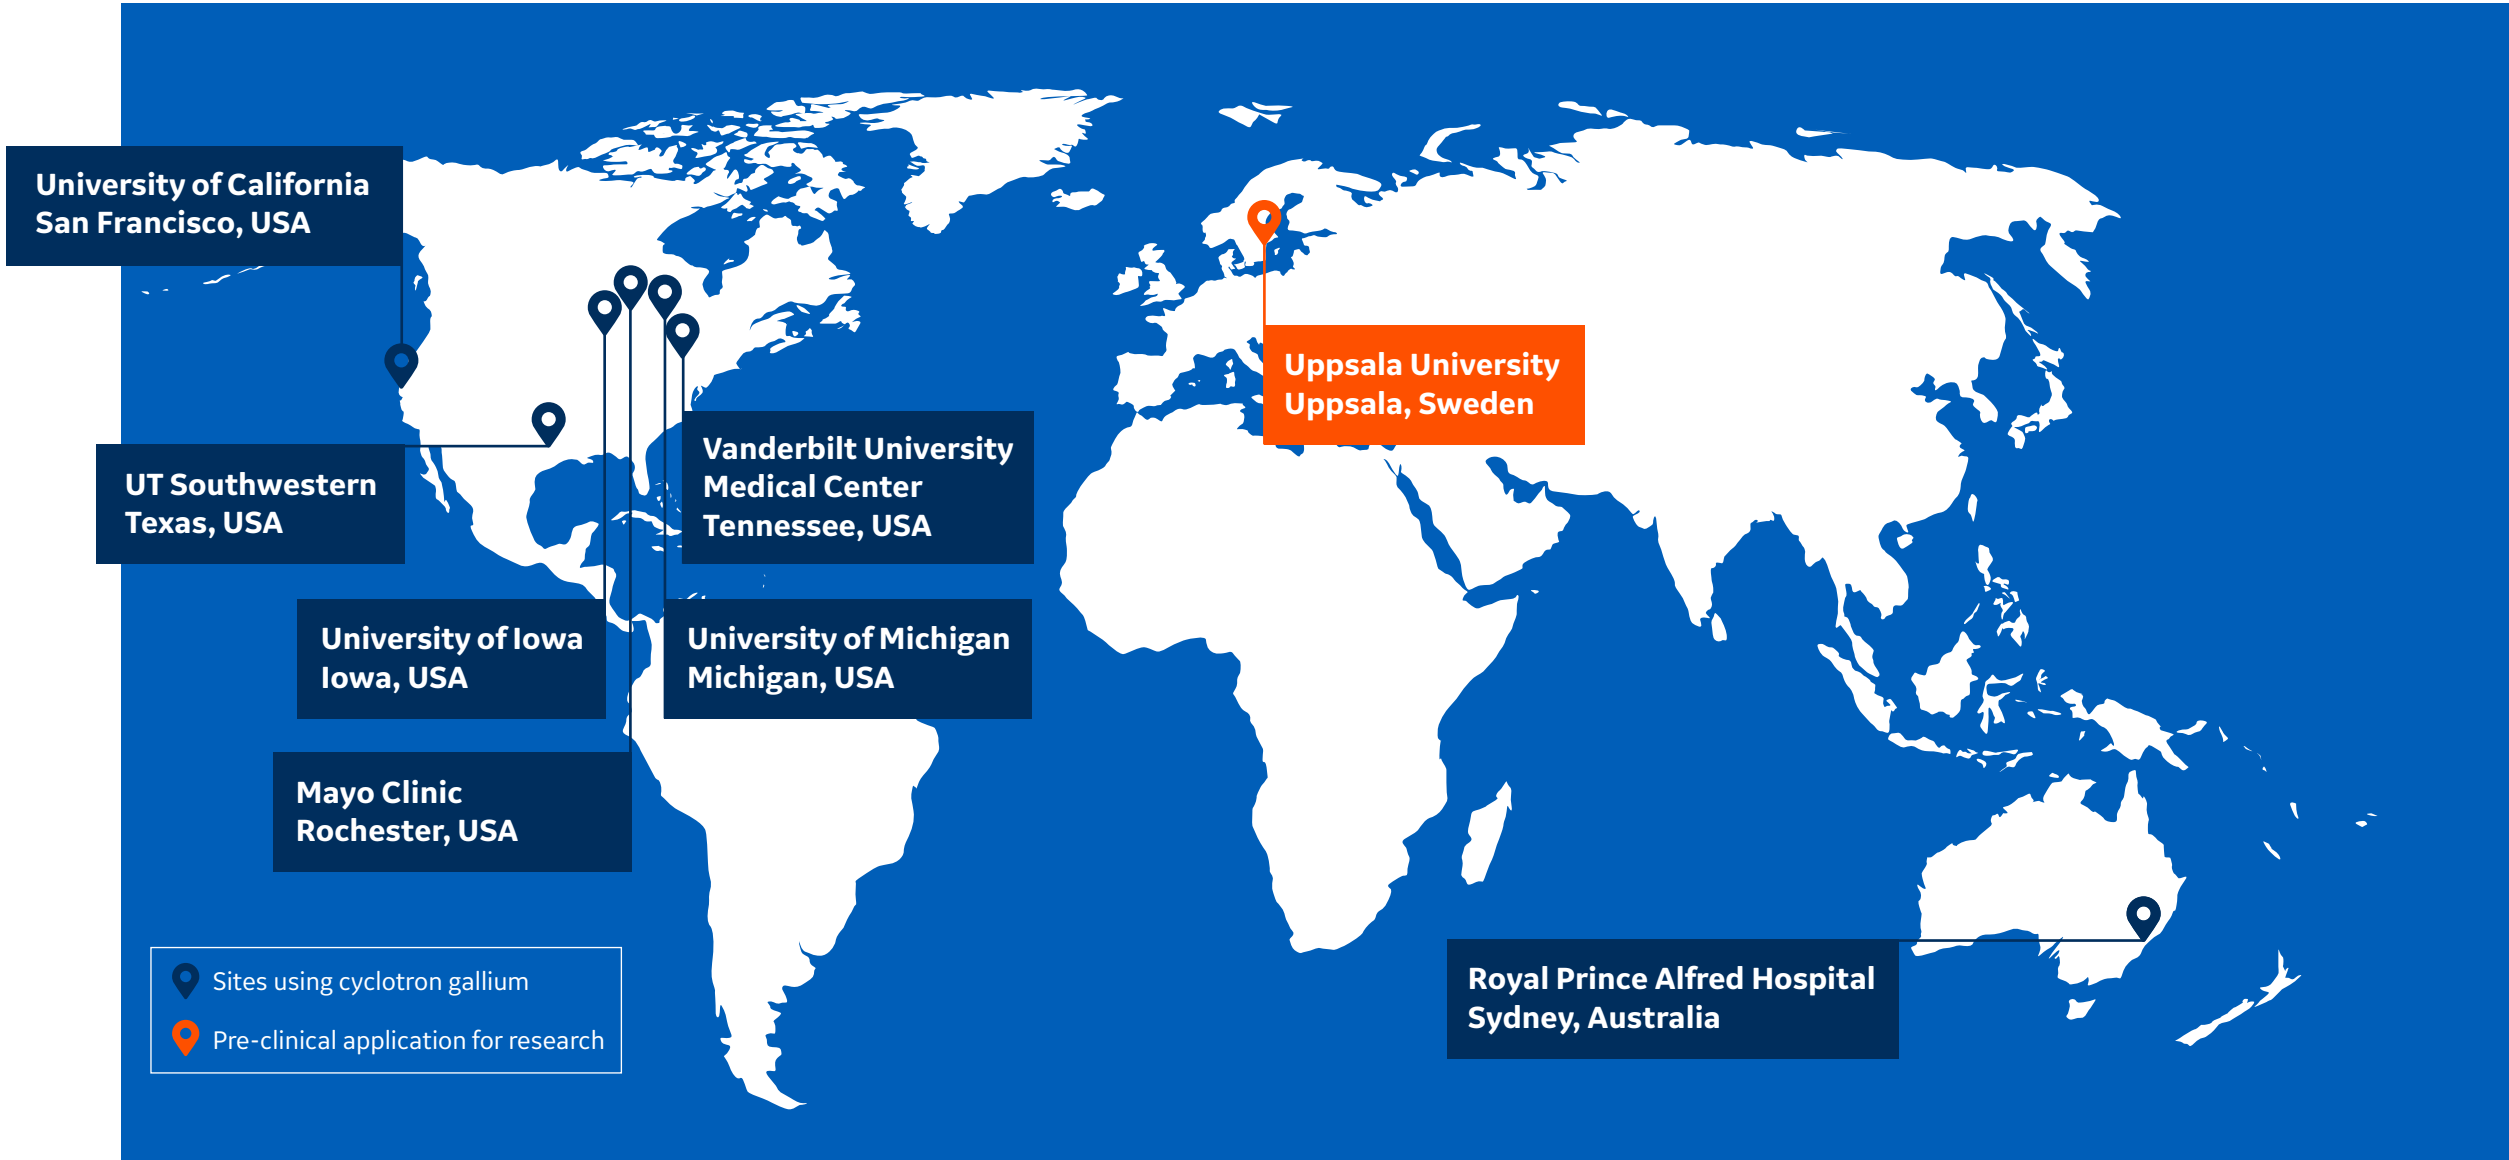 University of California
San Francisco, USA
Uppsala University
Uppsala, Sweden
Vanderbilt University
Medical Center
Tennessee, USA
UT Southwestern
Texas, USA
University of Iowa
Iowa, USA
University of Michigan
Michigan, USA
Mayo Clinic
Rochester, USA
Royal Prince Alfred Hospital
Sydney, Australia
Sites using cyclotron gallium
Pre-clinical application for research